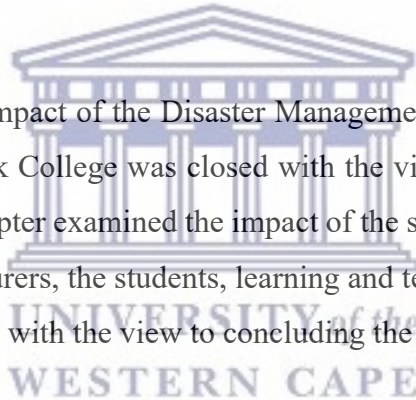 mpact of the Disaster Manageme
k College was closed with the vi
pter examined the impact of the s
urers, the students, learning and te
UNIVERSITY of the
with the view to concluding the
WESTERN CAPE